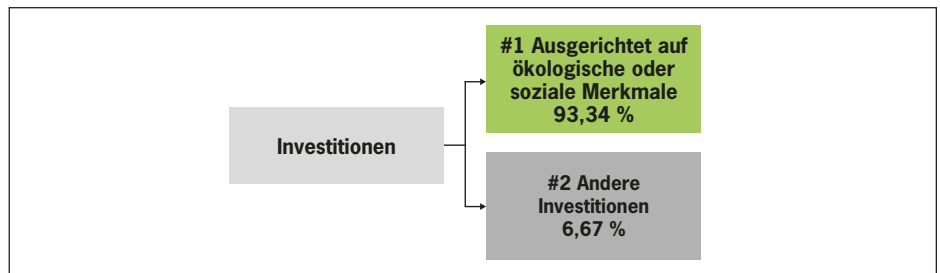 #1 Ausgerichtet auf
ökologische oder
soziale Merkmale
93,34 %
Investitionen
#2 Andere
Investitionen
6,67 %